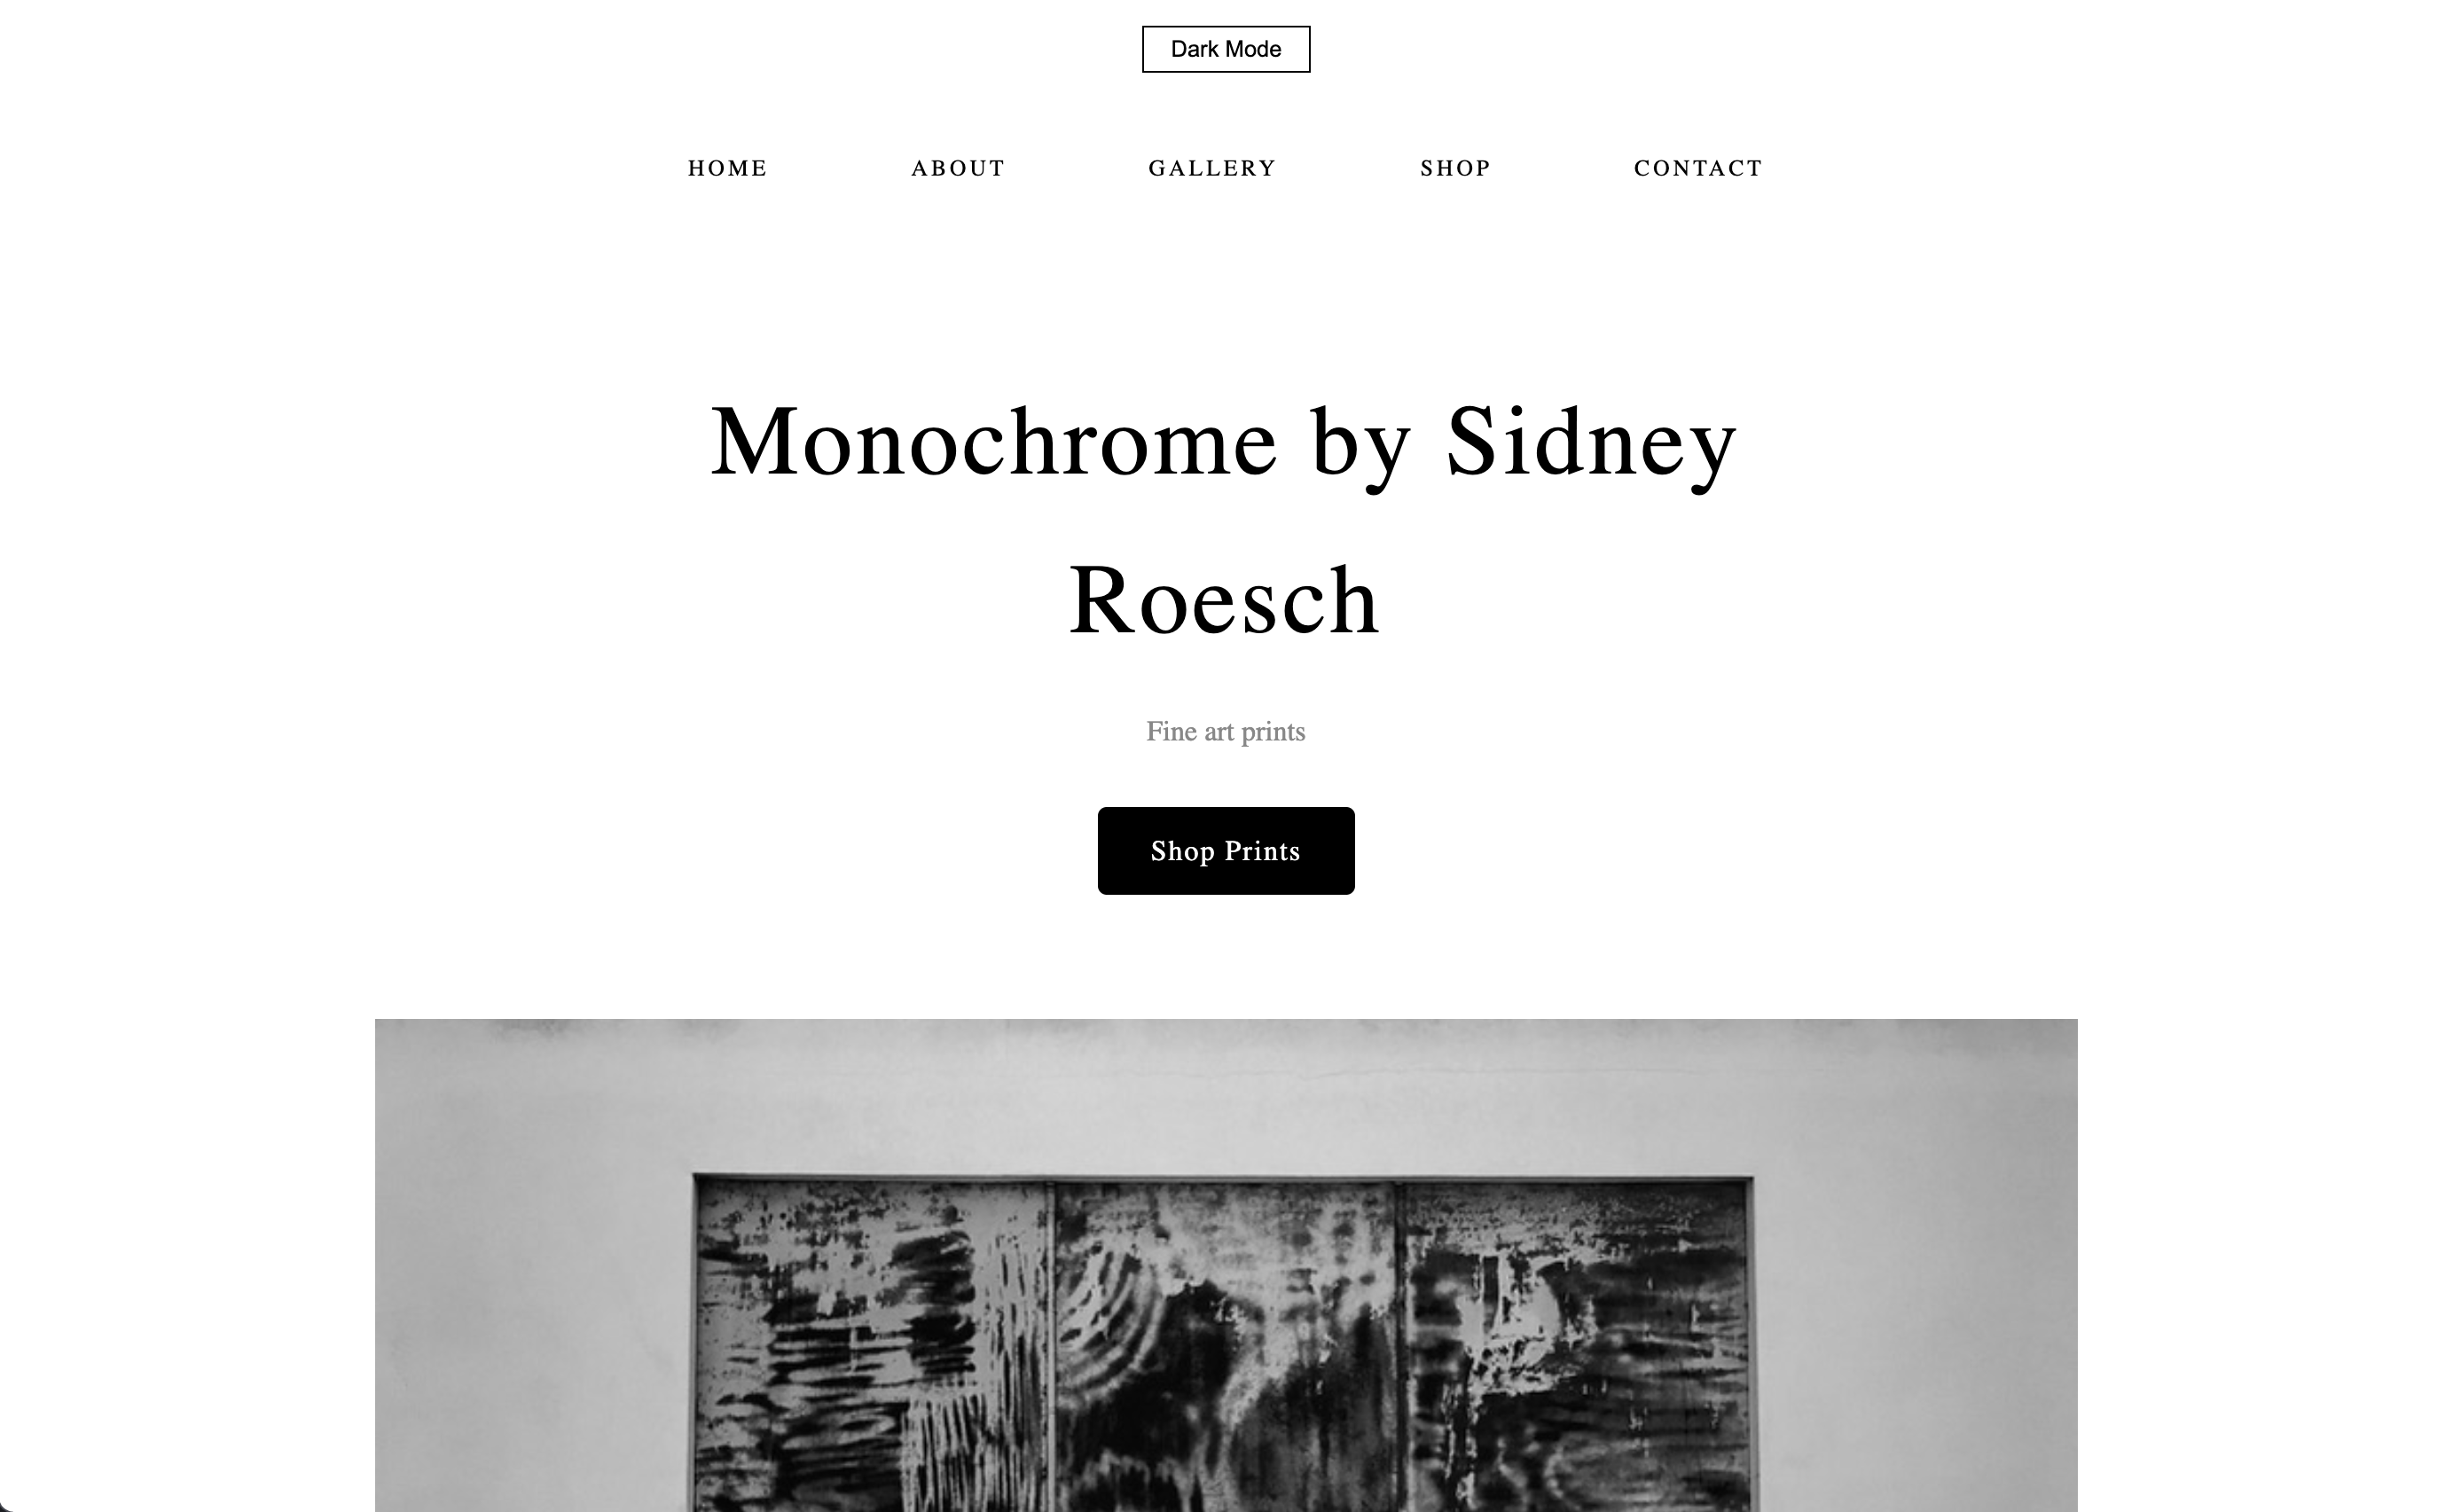 Dark Mode
HOME ABOUT GALLERY SHOP CONTACT
Monochrome by Sidney
Roesch
Fine art prints
Shop Prints